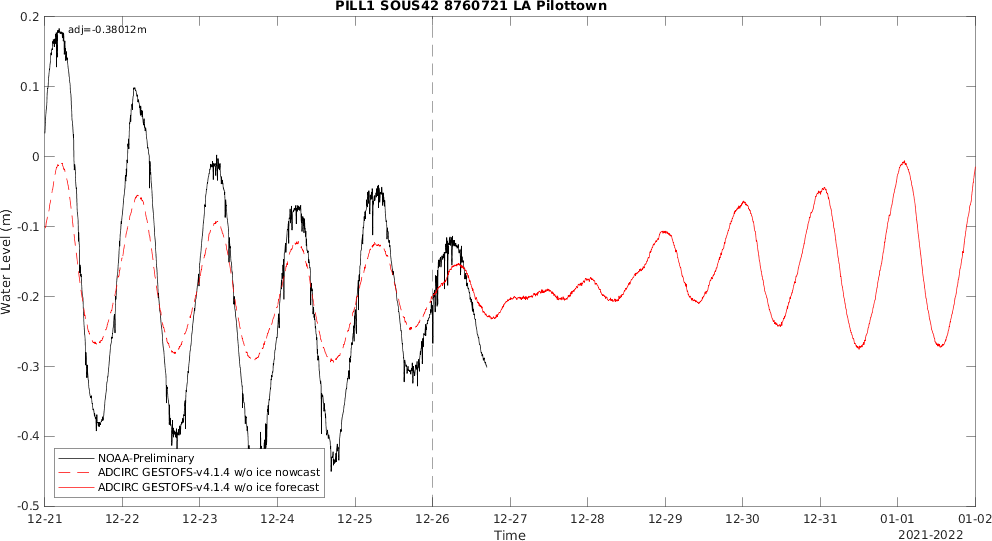 PILL1 SOUS42 8760721 LA Pilottown
adj=-0.38012m
0.2
0.1
0
-0.1
-0.2
-0.3
-0.4
-0.5
Water Level (m)
NOAA-Preliminary
ADCIRC GESTOFS-v4.1.4 w/o ice nowcast
ADCIRC GESTOFS-v4.1.4 w/o ice forecast
12-21 12-22 12-23 12-24 12-25 12-26 12-27 12-28 12-29 12-30 12-31 01-01 01-02
Time
2021-2022